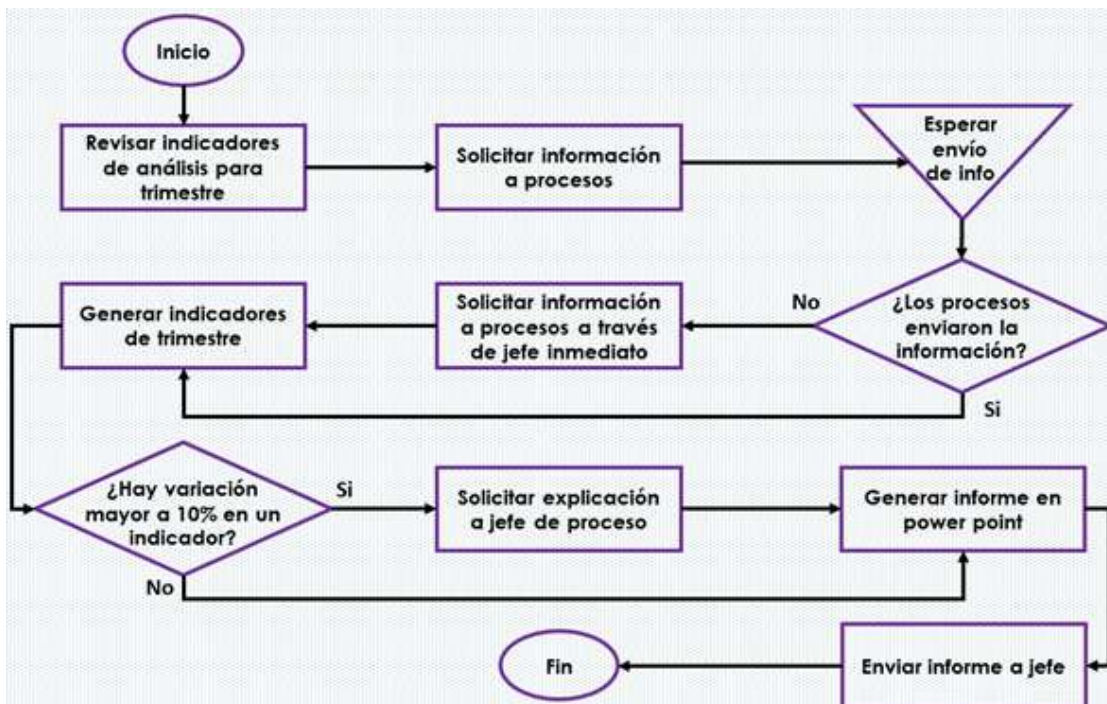 Inicio
Revisar indicadores
de análisis para
trimestre
Solicitar información
a procesos
Esperar
envío
de info
Generar indicadores
de trimestre
Solicitar información
a procesos a través
de jefe inmediato
No
¿Los procesos
enviaron la
información?
Si
¿Hay variación
mayor a 10% en un
indicador?
Si
No
Solicitar explicación
a jefe de proceso
Generar informe en
power point
Fin
Enviar informe a jefe